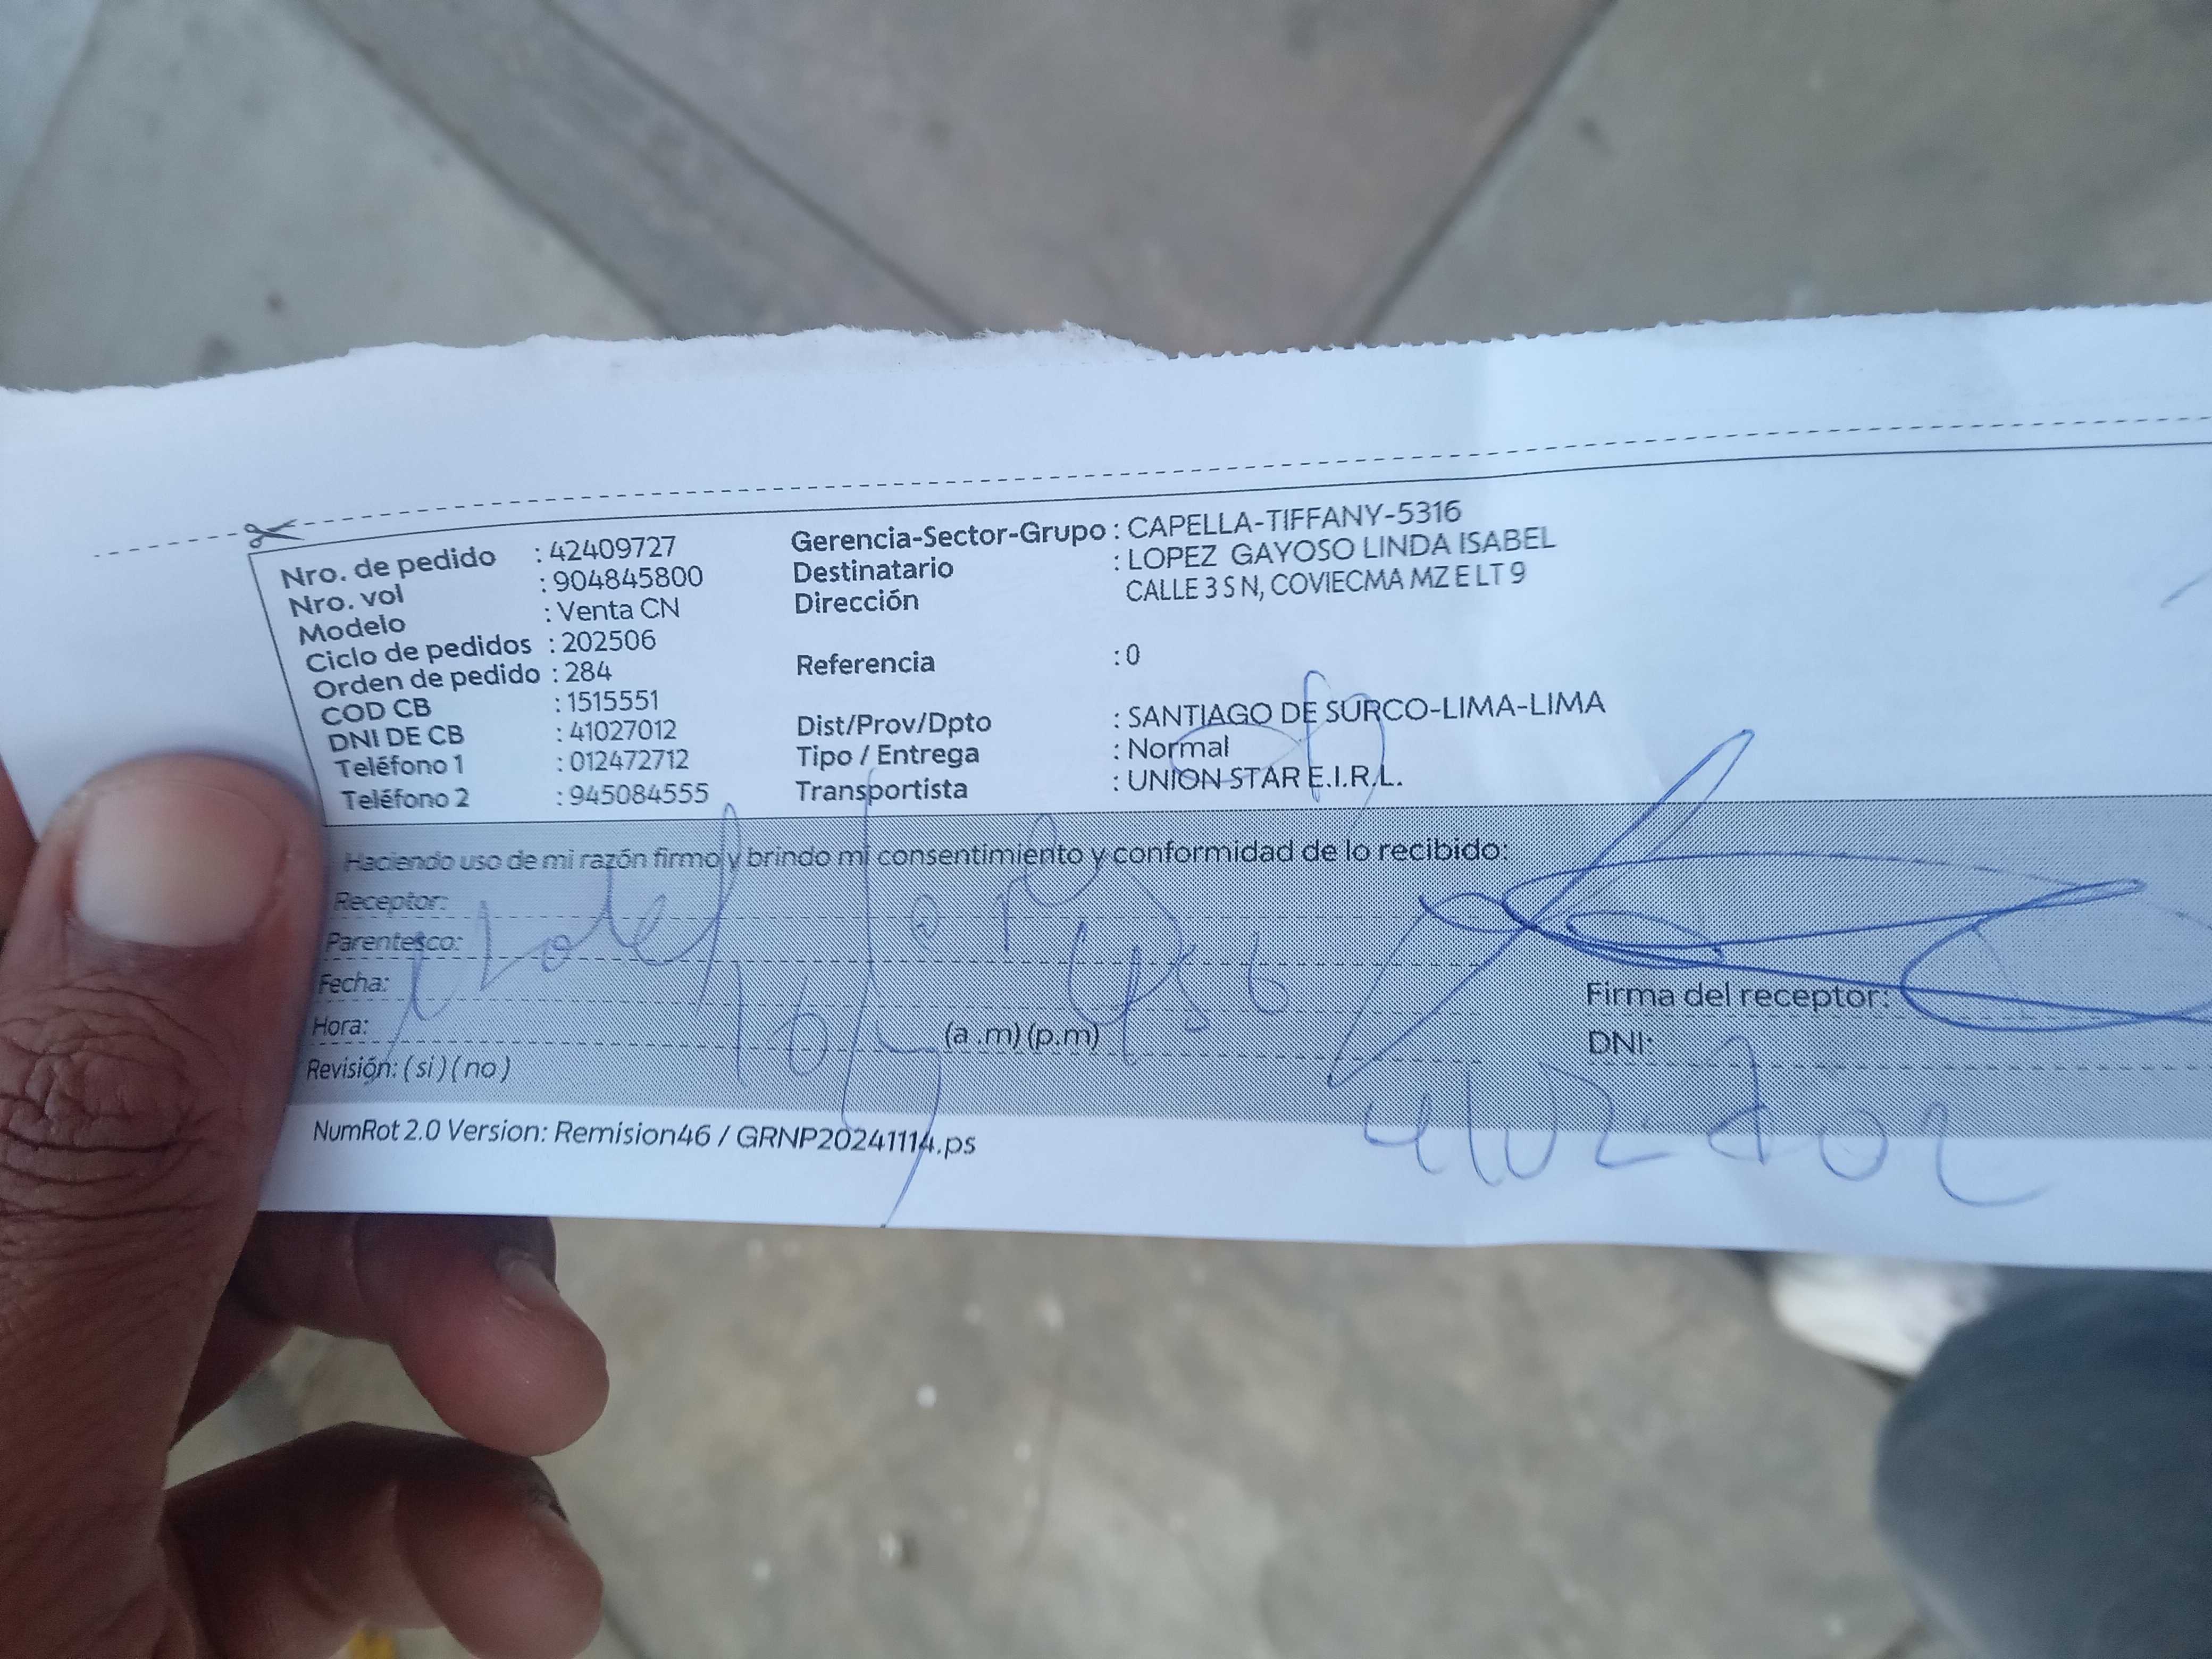 Nro. de pedido : 42409727
Nro. vol : 904845800
Modelo : Venta CN
Ciclo de pedidos : 202506
Orden de pedido : 284
COD CB : 1515551
DNI DE CB : 41027012
Teléfono 1 : 012472712
Teléfono 2 : 945084555
Gerencia-Sector-Grupo : CAPELLA-TIFFANY-5316
Destinatario : LOPEZ GAYOSO LINDA ISABEL
Dirección CALLE 3 S N, COVIECMA MZ E LT 9
Referencia : 0
Dist/Prov/Dpto : SANTIAGO DE SURCO-LIMA-LIMA
Tipo / Entrega : Normal
Transportista : UNION STAR E.I.R.L.
Haciendo uso de mi razón firmo y brindo mi consentimiento y conformidad de lo recibido:
Receptor:
Parentesco:
Fecha:
Hora: (a .m) (p.m)
Revisión: ( si ) ( no )
Firma del receptor:
DNI:
NumRot 2.0 Version: Remision46 / GRNP20241114.ps